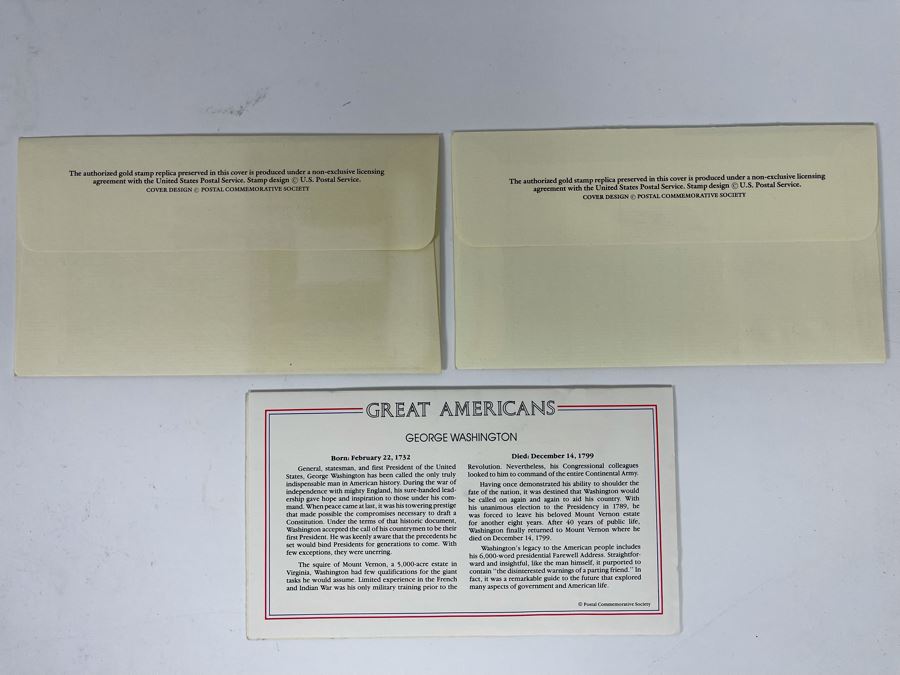 The authorized gold stamp replica preserved in this cover is produced under a non-exclusive licensing
agreement with the United States Postal Service. Stamp design © U.S. Postal Service.
COVER DESIGN © POSTAL COMMEMORATIVE SOCIETY
The authorized gold stamp replica preserved in this cover is produced under a non-exclusive licensing
agreement with the United States Postal Service. Stamp design © U.S. Postal Service.
COVER DESIGN © POSTAL COMMEMORATIVE SOCIETY
GREAT AMERICANS
GEORGE WASHINGTON
Born: February 22, 1732
General, statesman, and first President of the United
States, George Washington has been called the only truly
indispensable man in American history. During the war of
independence with mighty England, his sure-handed lead-
ership gave hope and inspiration to those under his com-
mand. When peace came at last, it was his towering prestige
that made possible the compromises necessary to draft a
Constitution. Under the terms of that historic document,
Washington accepted the call of his countrymen to be their
first President. He was keenly aware that the precedents he
set would bind Presidents for generations to come. With
few exceptions, they were unerring.
The squire of Mount Vernon, a 5,000-acre estate in
Virginia, Washington had few qualifications for the giant
tasks he would assume. Limited experience in the French
and Indian War was his only military training prior to the
Died: December 14, 1799
Revolution. Nevertheless, his Congressional colleagues
looked to him to command of the entire Continental Army.
Having once demonstrated his ability to shoulder the
fate of the nation, it was destined that Washington would
be called on again and again to aid his country. With
his unanimous election to the Presidency in 1789, he
was forced to leave his beloved Mount Vernon estate
for another eight years. After 40 years of public life,
Washington finally returned to Mount Vernon where he
died on December 14, 1799.
Washington's legacy to the American people includes
his 6,000-word presidential Farewell Address. Straightfor-
ward and insightful, like the man himself, it purported to
contain "the disinterested warnings of a parting friend." In
fact, it was a remarkable guide to the future that explored
many aspects of government and American life.
© Postal Commemorative Society